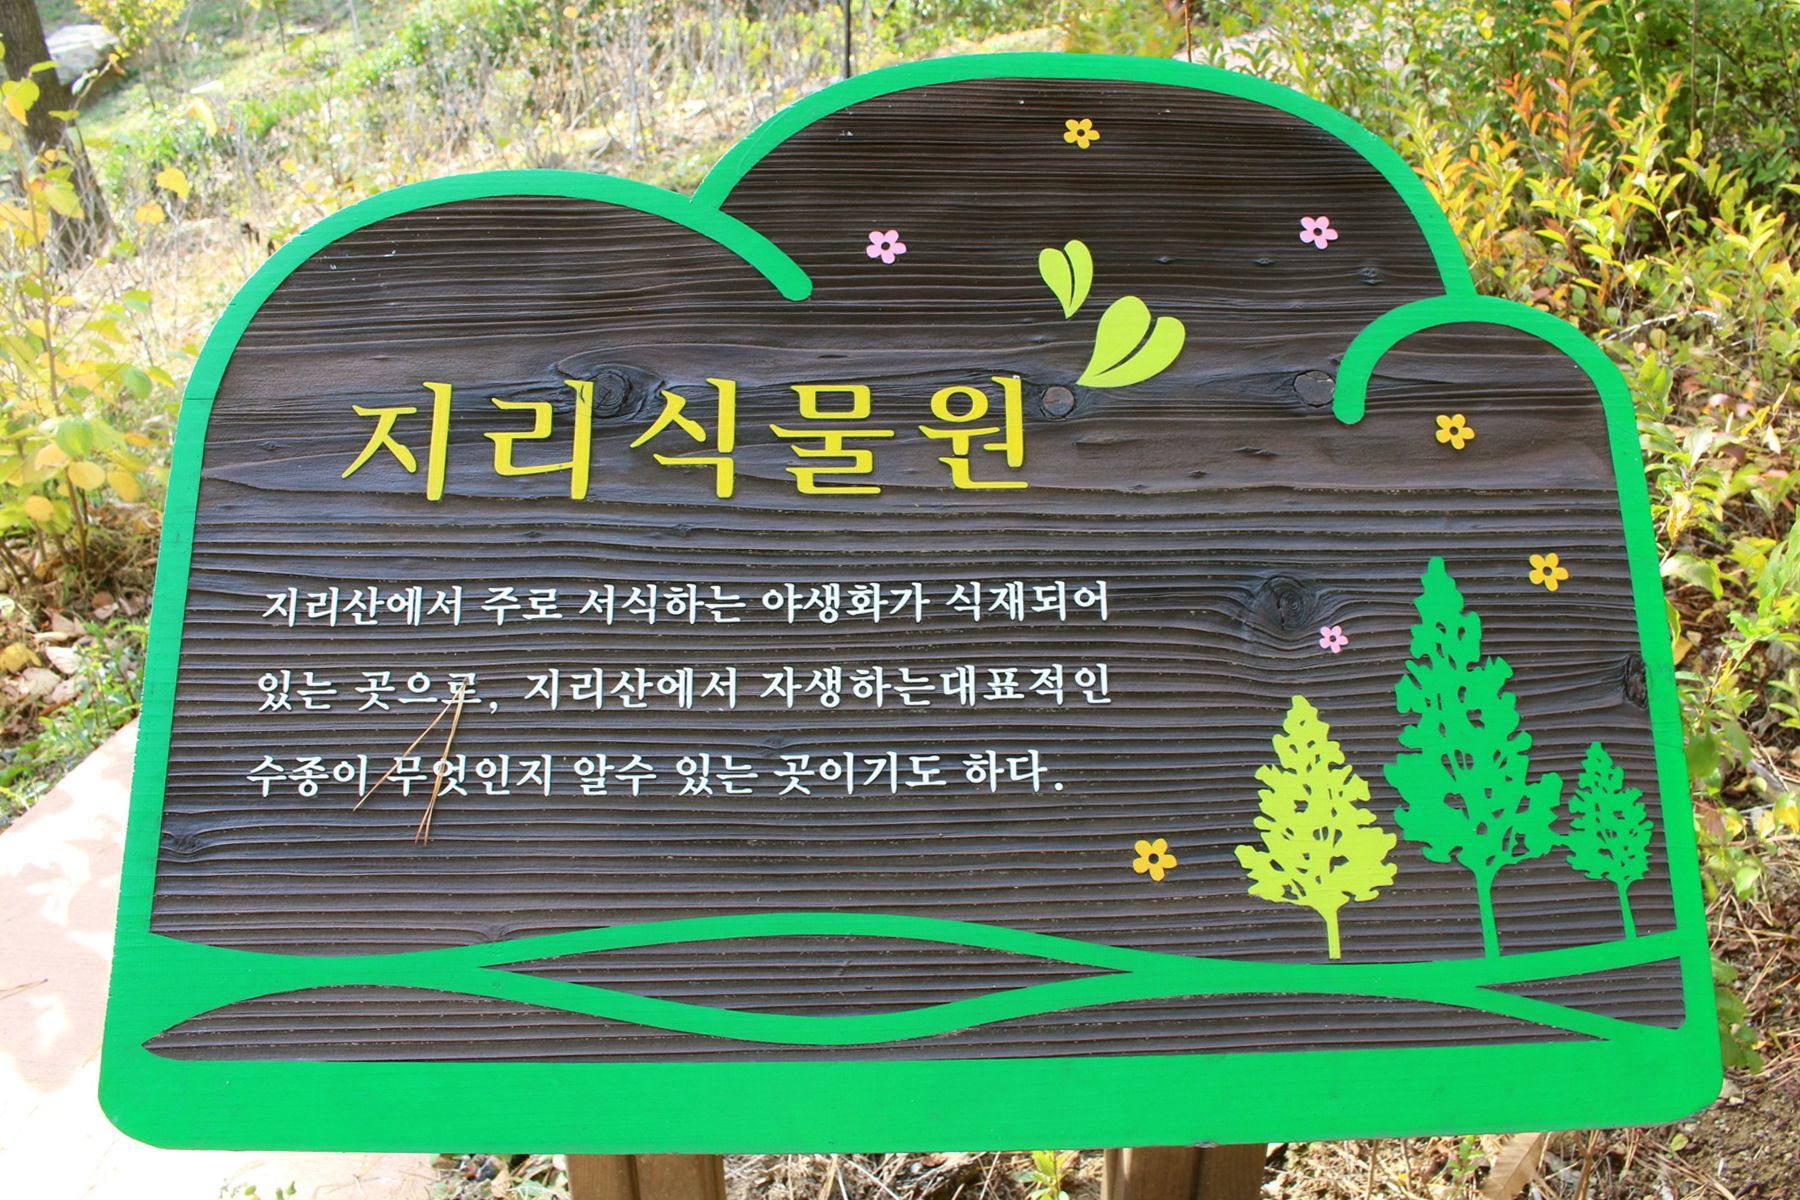 지리식물원
지리산에서 주로 서식하는 야생화가 식재되어
있는 곳으로, 지리산에서 자생하는대표적인
수종이 무엇인지 알수 있는 곳이기도 하다.